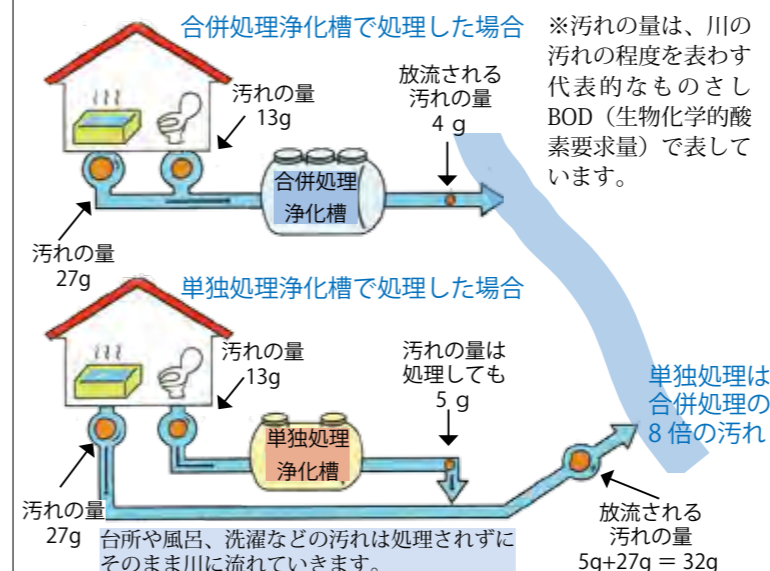 合併処理浄化槽で処理した場合
※汚れの量は、川の
汚れの程度を表わす
代表的なものさし
BOD（生物化学的酸
素要求量）で表して
います。
汚れの量
13g
放流される
汚れの量
4 g
合併処理
浄化槽
汚れの量
27g
単独処理浄化槽で処理した場合
汚れの量
13g
汚れの量は
処理しても
5 g
単独処理は
合併処理の
8 倍の汚れ
単独処理
浄化槽
汚れの量
27g
台所や風呂、洗濯などの汚れは処理されずに
そのまま川に流れていきます。
放流される
汚れの量
5g+27g ＝ 32g